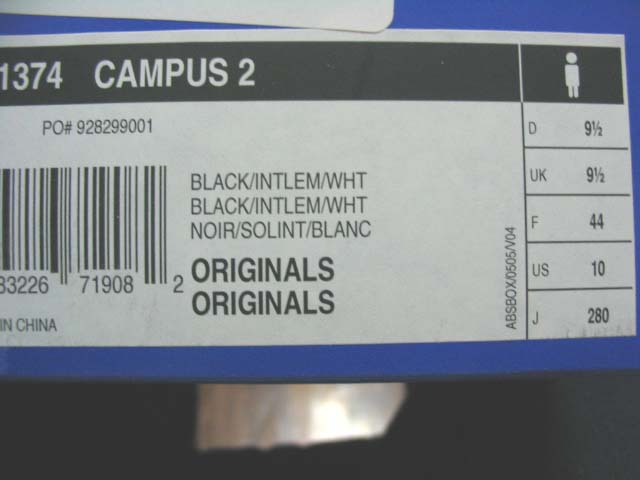 1374 CAMPUS 2
PO# 928299001
BLACK/INTLEM/WHT
BLACK/INTLEM/WHT
NOIR/SOLINT/BLANC
ORIGINALS
ORIGINALS
83226 71908 2
IN CHINA
ABSBOX/0505/V04
D 9½
UK 9½
F 44
US 10
J 280